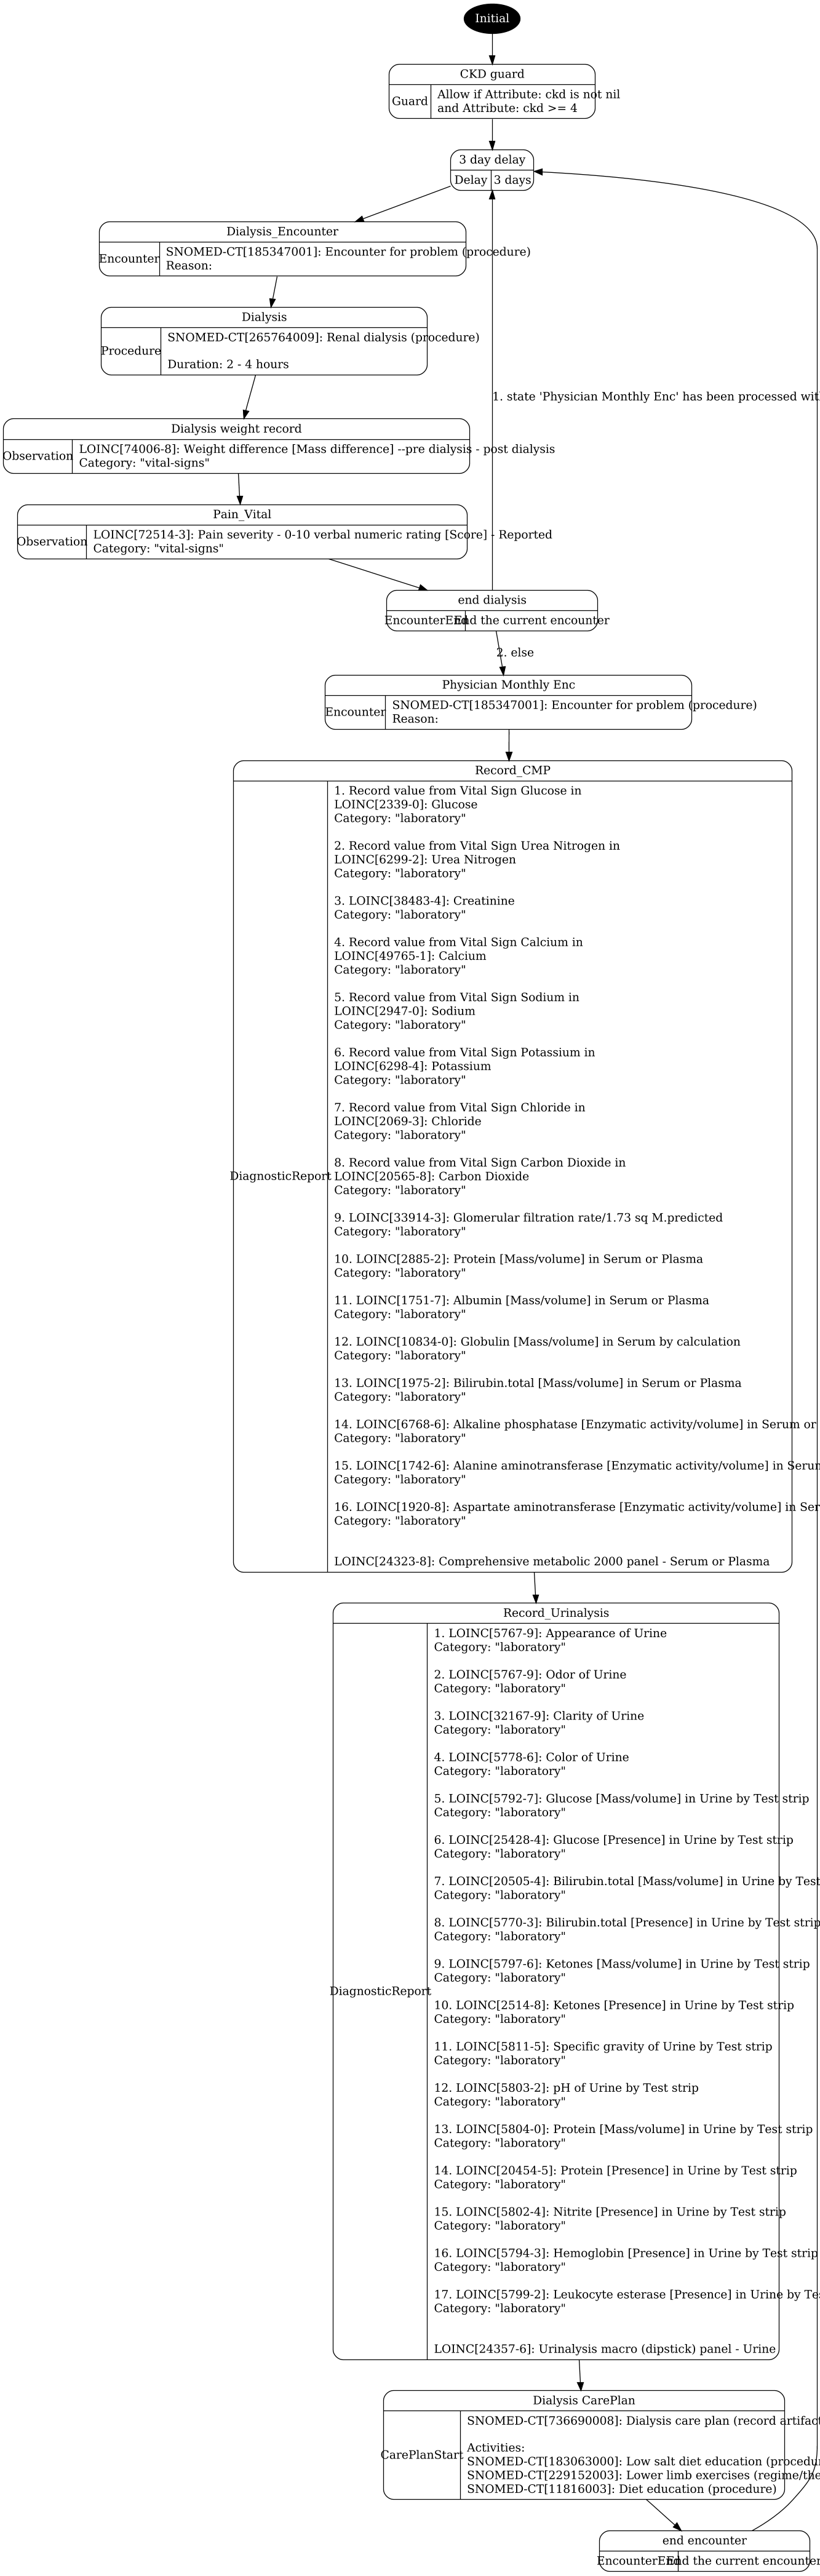 Initial
CKD guard
Guard
Allow if Attribute: ckd is not nil
and Attribute: ckd >= 4
3 day delay
Delay
3 days
Dialysis_Encounter
Encounter
SNOMED-CT[185347001]: Encounter for problem (procedure)
Reason:
Dialysis
Procedure
SNOMED-CT[265764009]: Renal dialysis (procedure)
Duration: 2 - 4 hours
1. state 'Physician Monthly Enc' has been processed
Dialysis weight record
Observation
LOINC[74006-8]: Weight difference [Mass difference] --pre dialysis - post dialysis
Category: "vital-signs"
Pain_Vital
Observation
LOINC[72514-3]: Pain severity - 0-10 verbal numeric rating [Score] - Reported
Category: "vital-signs"
end dialysis
EncounterEnd
End the current encounter
2. else
Physician Monthly Enc
Encounter
SNOMED-CT[185347001]: Encounter for problem (procedure)
Reason:
Record_CMP
DiagnosticReport
1. Record value from Vital Sign Glucose in
LOINC[2339-0]: Glucose
Category: "laboratory"
2. Record value from Vital Sign Urea Nitrogen in
LOINC[6299-2]: Urea Nitrogen
Category: "laboratory"
3. LOINC[38483-4]: Creatinine
Category: "laboratory"
4. Record value from Vital Sign Calcium in
LOINC[49765-1]: Calcium
Category: "laboratory"
5. Record value from Vital Sign Sodium in
LOINC[2947-0]: Sodium
Category: "laboratory"
6. Record value from Vital Sign Potassium in
LOINC[6298-4]: Potassium
Category: "laboratory"
7. Record value from Vital Sign Chloride in
LOINC[2069-3]: Chloride
Category: "laboratory"
8. Record value from Vital Sign Carbon Dioxide in
LOINC[20565-8]: Carbon Dioxide
Category: "laboratory"
9. LOINC[33914-3]: Glomerular filtration rate/1.73 sq M.predicted
Category: "laboratory"
10. LOINC[2885-2]: Protein [Mass/volume] in Serum or Plasma
Category: "laboratory"
11. LOINC[1751-7]: Albumin [Mass/volume] in Serum or Plasma
Category: "laboratory"
12. LOINC[10834-0]: Globulin [Mass/volume] in Serum by calculation
Category: "laboratory"
13. LOINC[1975-2]: Bilirubin.total [Mass/volume] in Serum or Plasma
Category: "laboratory"
14. LOINC[6768-6]: Alkaline phosphatase [Enzymatic activity/volume] in Serum or
Category: "laboratory"
15. LOINC[1742-6]: Alanine aminotransferase [Enzymatic activity/volume] in
Category: "laboratory"
16. LOINC[1920-8]: Aspartate aminotransferase [Enzymatic activity/volume] in
Category: "laboratory"
LOINC[24323-8]: Comprehensive metabolic 2000 panel - Serum or Plasma
Record_Urinalysis
DiagnosticReport
1. LOINC[5767-9]: Appearance of Urine
Category: "laboratory"
2. LOINC[5767-9]: Odor of Urine
Category: "laboratory"
3. LOINC[32167-9]: Clarity of Urine
Category: "laboratory"
4. LOINC[5778-6]: Color of Urine
Category: "laboratory"
5. LOINC[5792-7]: Glucose [Mass/volume] in Urine by Test strip
Category: "laboratory"
6. LOINC[25428-4]: Glucose [Presence] in Urine by Test strip
Category: "laboratory"
7. LOINC[20505-4]: Bilirubin.total [Mass/volume] in Urine by Test
Category: "laboratory"
8. LOINC[5770-3]: Bilirubin.total [Presence] in Urine by Test strip
Category: "laboratory"
9. LOINC[5797-6]: Ketones [Mass/volume] in Urine by Test strip
Category: "laboratory"
10. LOINC[2514-8]: Ketones [Presence] in Urine by Test strip
Category: "laboratory"
11. LOINC[5811-5]: Specific gravity of Urine by Test strip
Category: "laboratory"
12. LOINC[5803-2]: pH of Urine by Test strip
Category: "laboratory"
13. LOINC[5804-0]: Protein [Mass/volume] in Urine by Test strip
Category: "laboratory"
14. LOINC[20454-5]: Protein [Presence] in Urine by Test strip
Category: "laboratory"
15. LOINC[5802-4]: Nitrite [Presence] in Urine by Test strip
Category: "laboratory"
16. LOINC[5794-3]: Hemoglobin [Presence] in Urine by Test strip
Category: "laboratory"
17. LOINC[5799-2]: Leukocyte esterase [Presence] in Urine by
Category: "laboratory"
LOINC[24357-6]: Urinalysis macro (dipstick) panel - Urine
Dialysis CarePlan
CarePlanStart
SNOMED-CT[736690008]: Dialysis care plan (record
Activities:
SNOMED-CT[183063000]: Low salt diet education
SNOMED-CT[229152003]: Lower limb exercises
SNOMED-CT[11816003]: Diet education (procedure)
end encounter
EncounterEnd
End the current encounter